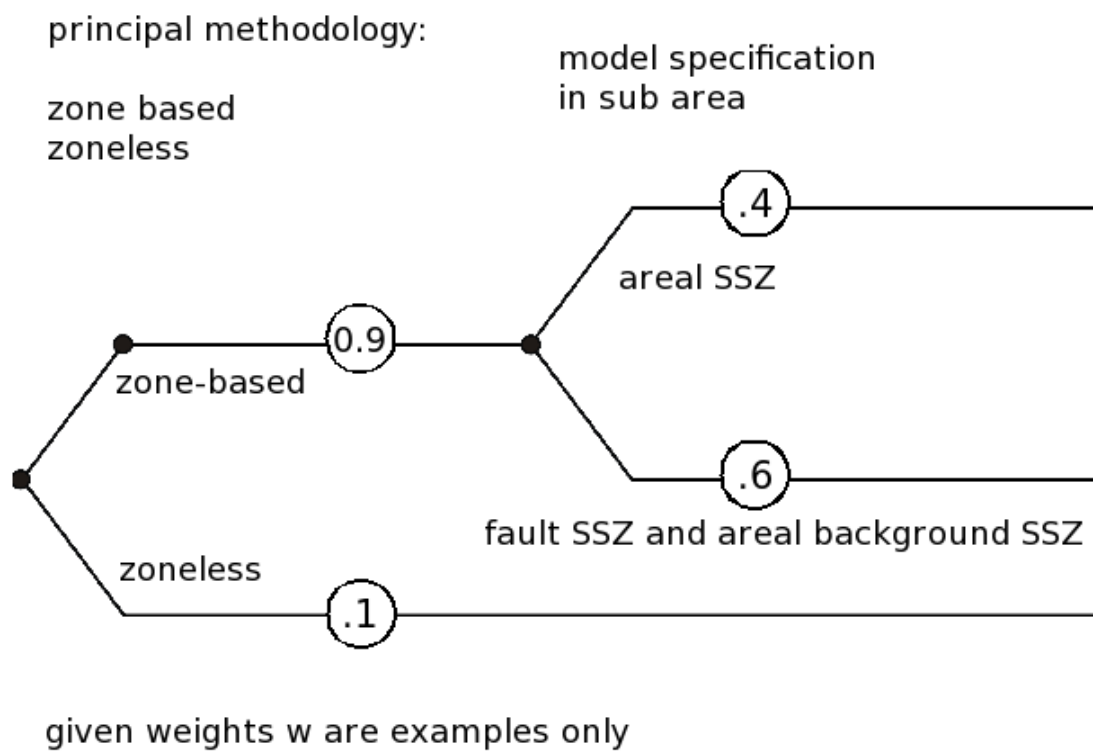 principal methodology:
zone based
zoneless
model specification
in sub area
.4
areal SSZ
0.9
zone-based
.6
fault SSZ and areal background SSZ
zoneless
.1
given weights w are examples only